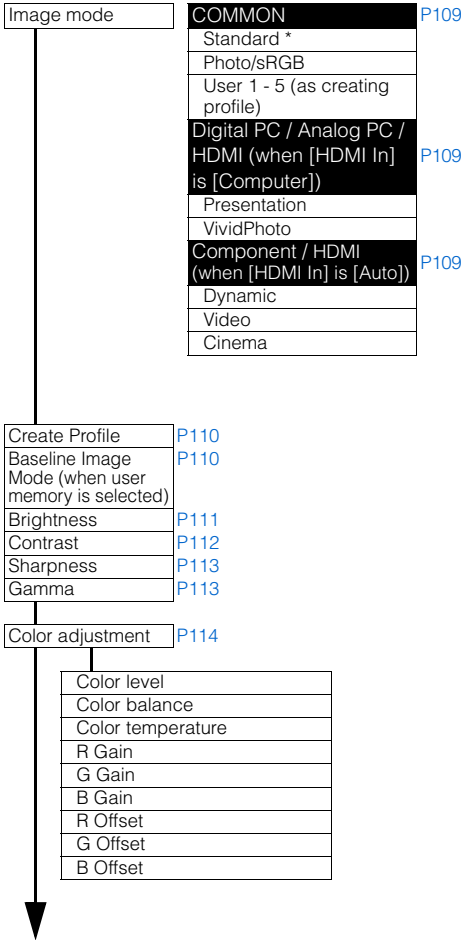 Image mode
COMMON P109
Standard *
Photo/sRGB
User 1 - 5 (as creating
profile)
Digital PC / Analog PC /
HDMI (when [HDMI In] P109
is [Computer])
Presentation
VividPhoto
Component / HDMI
(when [HDMI In] is [Auto]) P109
Dynamic
Video
Cinema
Create Profile P110
Baseline Image P110
Mode (when user
memory is selected)
Brightness P111
Contrast P112
Sharpness P113
Gamma P113
Color adjustment P114
Color level
Color balance
Color temperature
R Gain
G Gain
B Gain
R Offset
G Offset
B Offset